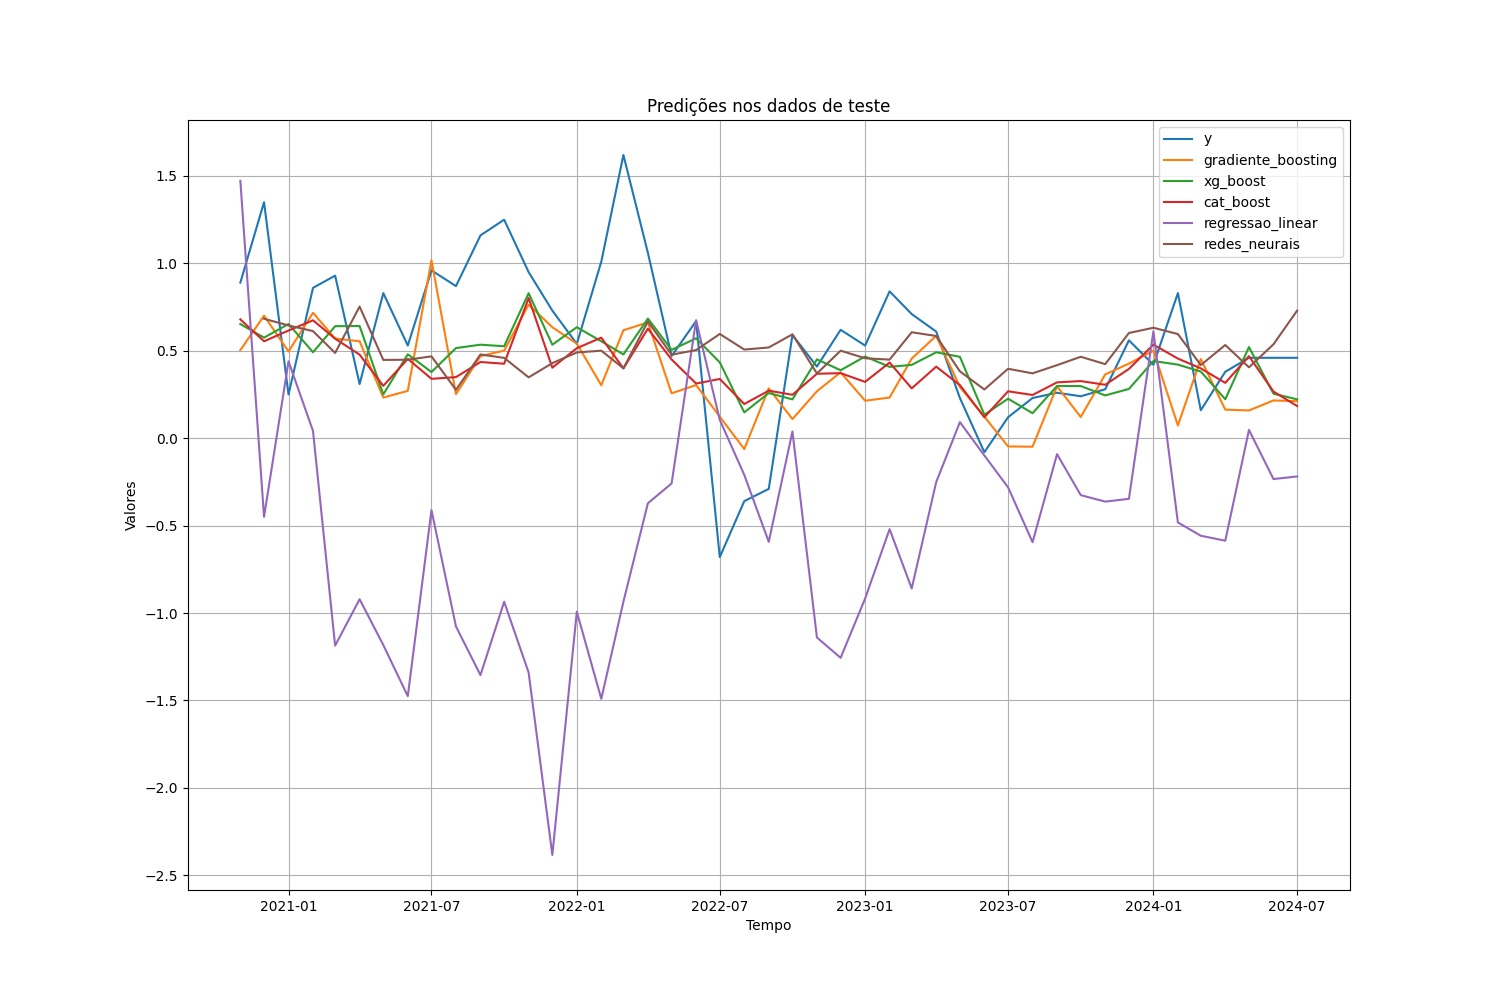 Predições nos dados de teste
y
gradiente_boosting
xg_boost
cat_boost
regressao_linear
redes_neurais
Valores
1.5
1.0
0.5
0.0
−0.5
−1.0
−1.5
−2.0
−2.5
2021-01 2021-07 2022-01 2022-07 2023-01 2023-07 2024-01 2024-07
Tempo